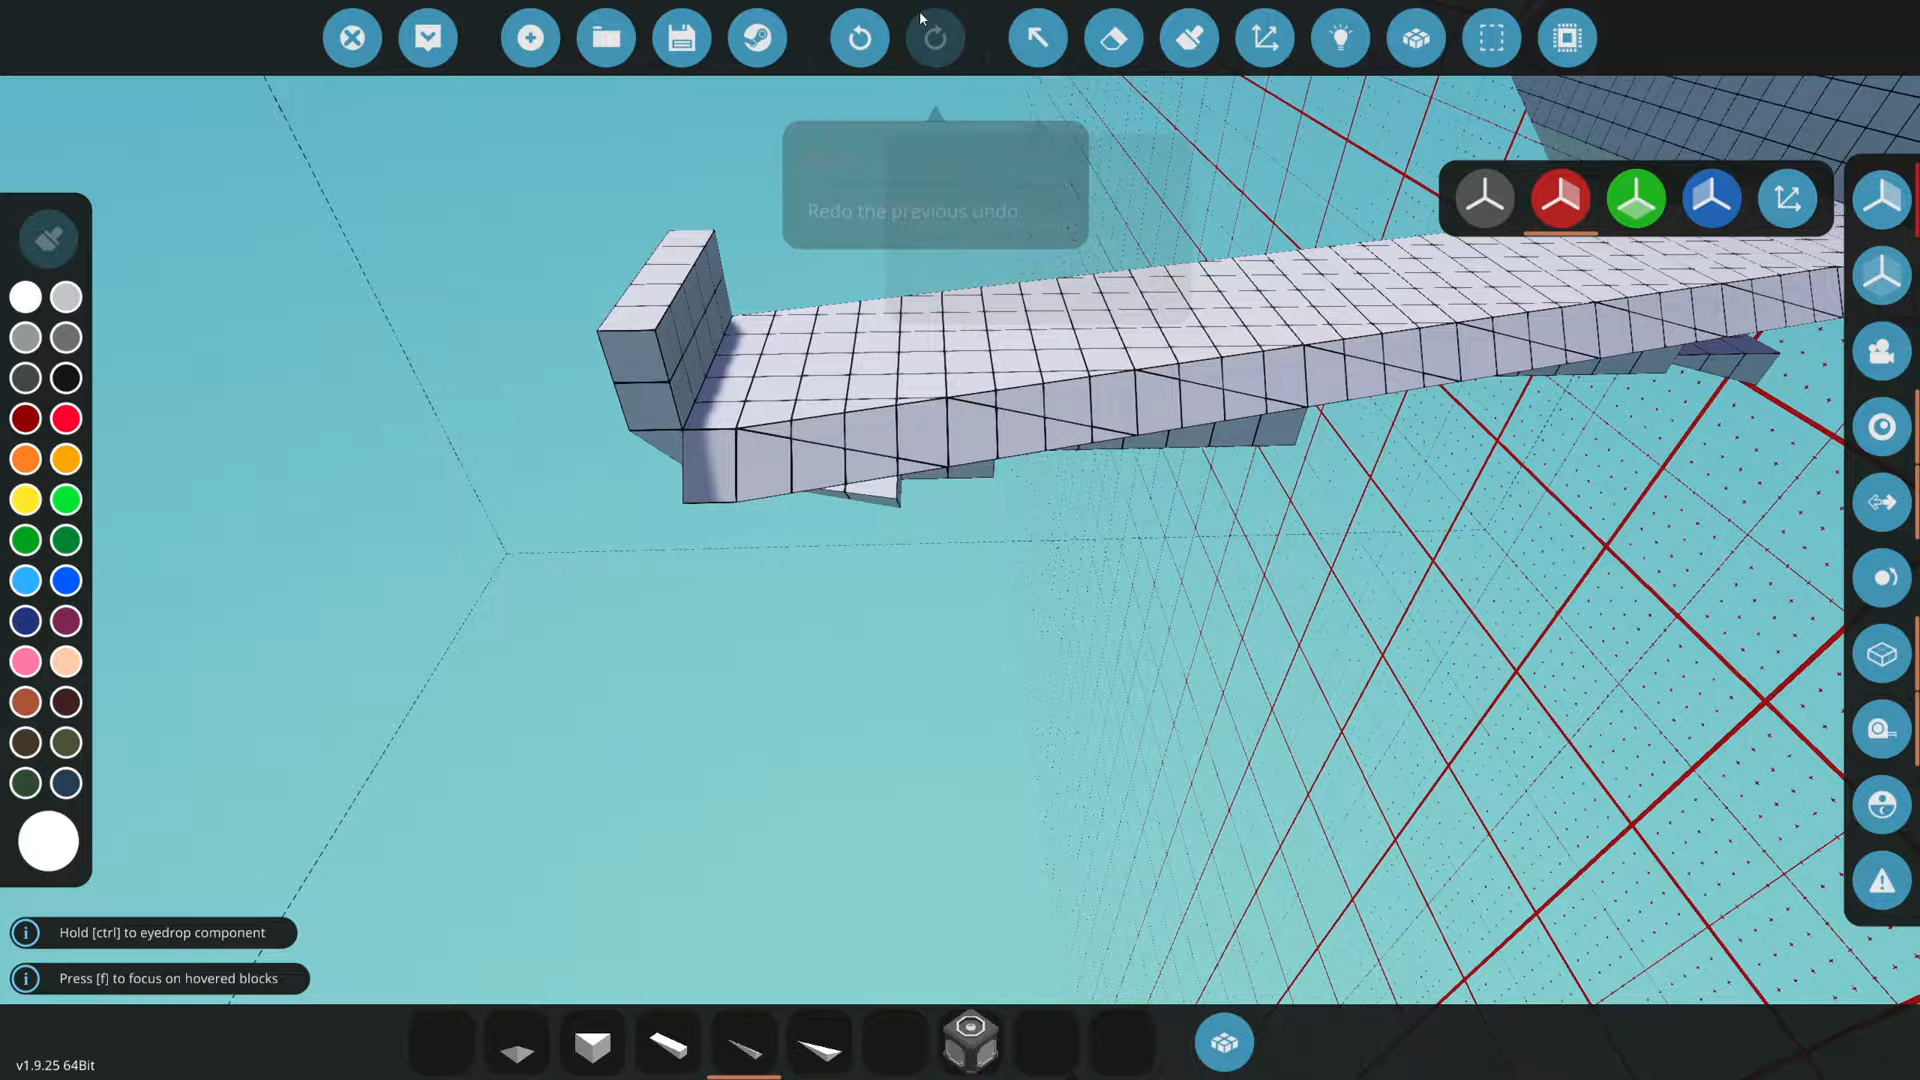 Redo the previous undo.
Hold [ctrl] to eyedrop component
Press [f] to focus on hovered blocks
v1.9.25 64Bit